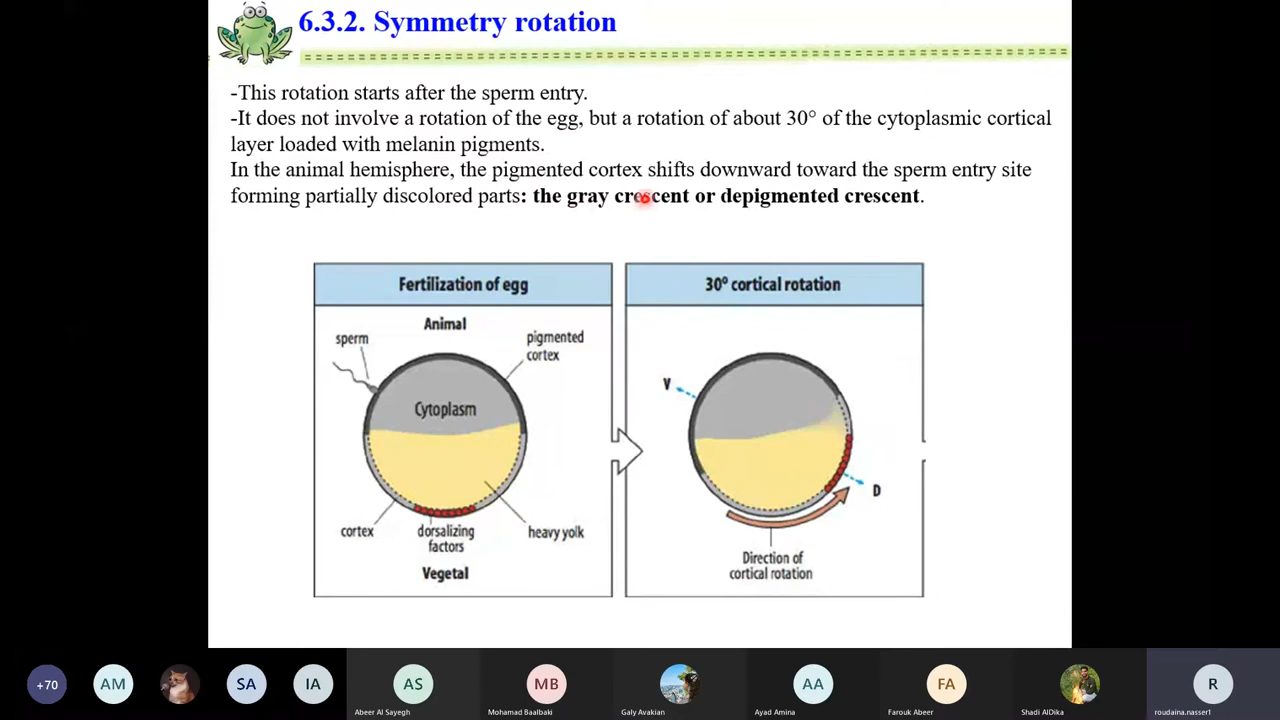 6.3.2. Symmetry rotation
-This rotation starts after the sperm entry.
-It does not involve a rotation of the egg, but a rotation of about 30° of the cytoplasmic cortical
layer loaded with melanin pigments.
In the animal hemisphere, the pigmented cortex shifts downward toward the sperm entry site
forming partially discolored parts: the gray crescent or depigmented crescent.
Fertilization of egg
Animal
sperm
pigmented
cortex
Cytoplasm
cortex
dorsalizing
factors
heavy yolk
Vegetal
30° cortical rotation
V
D
Direction of
cortical rotation
+70
AM
SA
IA
AS
Abeer Al Sayegh
MB
Mohamad Baalbaki
Galy Avakian
AA
Ayad Amina
FA
Farouk Abeer
Shadi AlDika
R
roudaina.nasser1